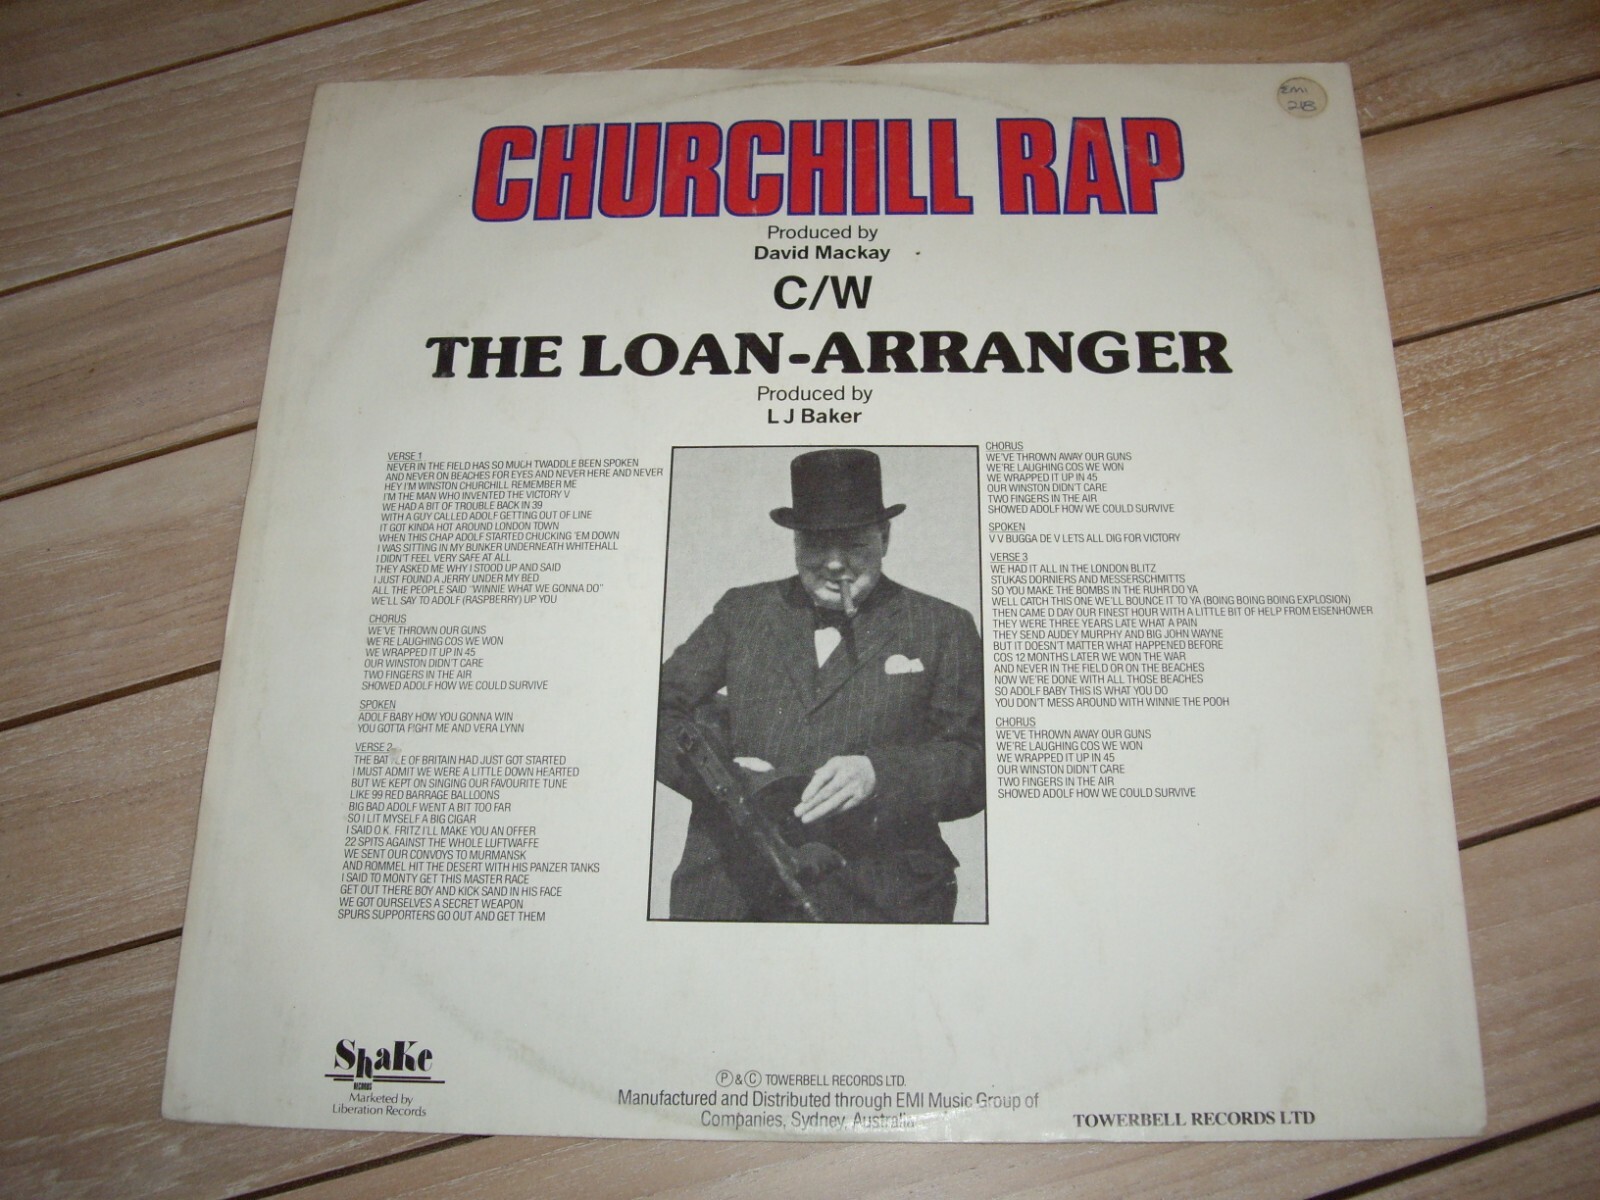 EMI
218
CHURCHILL RAP
Produced by
David Mackay
C/W
THE LOAN-ARRANGER
Produced by
L J Baker
VERSE 1
NEVER IN THE FIELD HAS SO MUCH TWADDLE BEEN SPOKEN
AND NEVER ON BEACHES FOR EYES AND NEVER HERE AND NEVER
HEY I'M WINSTON CHURCHILL REMEMBER ME
I'M THE MAN WHO INVENTED THE VICTORY V
WE HAD A BIT OF TROUBLE BACK IN 39
WITH A GUY CALLED ADOLF GETTING OUT OF LINE
IT GOT KINDA HOT AROUND LONDON TOWN
WHEN THIS CHAP ADOLF STARTED CHUCKING 'EM DOWN
I WAS SITTING IN MY BUNKER UNDERNEATH WHITEHALL
I DIDN'T FEEL VERY SAFE AT ALL
THEY ASKED ME WHY I STOOD UP AND SAID
I JUST FOUND A JERRY UNDER MY BED
ALL THE PEOPLE SAID "WINNIE WHAT WE GONNA DO"
WE'LL SAY TO ADOLF (RASPBERRY) UP YOU
CHORUS
WE'VE THROWN OUR GUNS
WE'RE LAUGHING COS WE WON
WE WRAPPED IT UP IN 45
OUR WINSTON DIDN'T CARE
TWO FINGERS IN THE AIR
SHOWED ADOLF HOW WE COULD SURVIVE
SPOKEN
ADOLF BABY HOW YOU GONNA WIN
YOU GOTTA FIGHT ME AND VERA LYNN
VERSE 2
THE BAT LE OF BRITAIN HAD JUST GOT STARTED
I MUST ADMIT WE WERE A LITTLE DOWN HEARTED
BUT WE KEPT ON SINGING OUR FAVOURITE TUNE
LIKE 99 RED BARRAGE BALLOONS
BIG BAD ADOLF WENT A BIT TOO FAR
SO I LIT MYSELF A BIG CIGAR
I SAID O.K. FRITZ I'LL MAKE YOU AN OFFER
22 SPITS AGAINST THE WHOLE LUFTWAFFE
WE SENT OUR CONVOYS TO MURMANSK
AND ROMMEL HIT THE DESERT WITH HIS PANZER TANKS
I SAID TO MONTY GET THIS MASTER RACE
GET OUT THERE BOY AND KICK SAND IN HIS FACE
WE GOT OURSELVES A SECRET WEAPON
SPURS SUPPORTERS GO OUT AND GET THEM
CHORUS
WE'VE THROWN AWAY OUR GUNS
WE'RE LAUGHING COS WE WON
WE WRAPPED IT UP IN 45
OUR WINSTON DIDN'T CARE
TWO FINGERS IN THE AIR
SHOWED ADOLF HOW WE COULD SURVIVE
SPOKEN
V V BUGGA DE V LETS ALL DIG FOR VICTORY
VERSE 3
WE HAD IT ALL IN THE LONDON BLITZ
STUKAS DORNIERS AND MESSERSCHMITTS
SO YOU MAKE THE BOMBS IN THE RUHR DO YA
WELL CATCH THIS ONE WE'LL BOUNCE IT TO YA (BOING BOING BOING EXPLOSION)
THEN CAME D DAY OUR FINEST HOUR WITH A LITTLE BIT OF HELP FROM EISENHOWER
THEY WERE THREE YEARS LATE WHAT A PAIN
THEY SEND AUDEY MURPHY AND BIG JOHN WAYNE
BUT IT DOESN'T MATTER WHAT HAPPENED BEFORE
COS 12 MONTHS LATER WE WON THE WAR
AND NEVER IN THE FIELD OR ON THE BEACHES
NOW WE'RE DONE WITH ALL THOSE BEACHES
SO ADOLF BABY THIS IS WHAT YOU DO
YOU DON'T MESS AROUND WITH WINNIE THE POOH
CHORUS
WE'VE THROWN AWAY OUR GUNS
WE'RE LAUGHING COS WE WON
WE WRAPPED IT UP IN 45
OUR WINSTON DIDN'T CARE
TWO FINGERS IN THE AIR
SHOWED ADOLF HOW WE COULD SURVIVE
Shake
RECORDS
Marketed by
Liberation Records
Ⓟ & © TOWERBELL RECORDS LTD.
Manufactured and Distributed through EMI Music Group of
Companies, Sydney, Australia
TOWERBELL RECORDS LTD